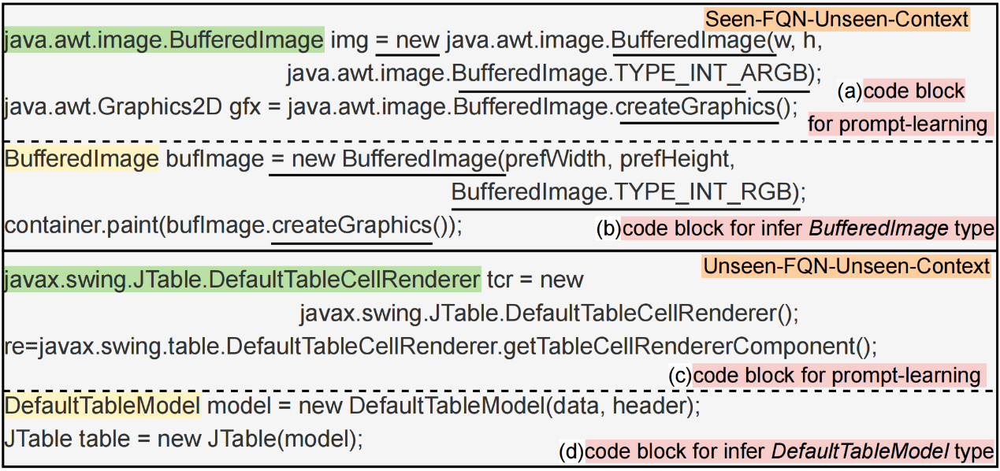 Seen-FQN-Unseen-Context
java.awt.image.BufferedImage img = new java.awt.image.BufferedImage(w, h,
java.awt.image.BufferedImage.TYPE_INT_ARGB);
(a)code block
java.awt.Graphics2D gfx = java.awt.image.BufferedImage.createGraphics();
for prompt-learning
BufferedImage bufImage = new BufferedImage(prefWidth, prefHeight,
BufferedImage.TYPE_INT_RGB);
container.paint(bufImage.createGraphics());
(b)code block for infer BufferedImage type
Unseen-FQN-Unseen-Context
javax.swing.JTable.DefaultTableCellRenderer tcr = new
javax.swing.JTable.DefaultTableCellRenderer();
re=javax.swing.table.DefaultTableCellRenderer.getTableCellRendererComponent();
(c)code block for prompt-learning
DefaultTableModel model = new DefaultTableModel(data, header);
JTable table = new JTable(model);
(d)code block for infer DefaultTableModel type